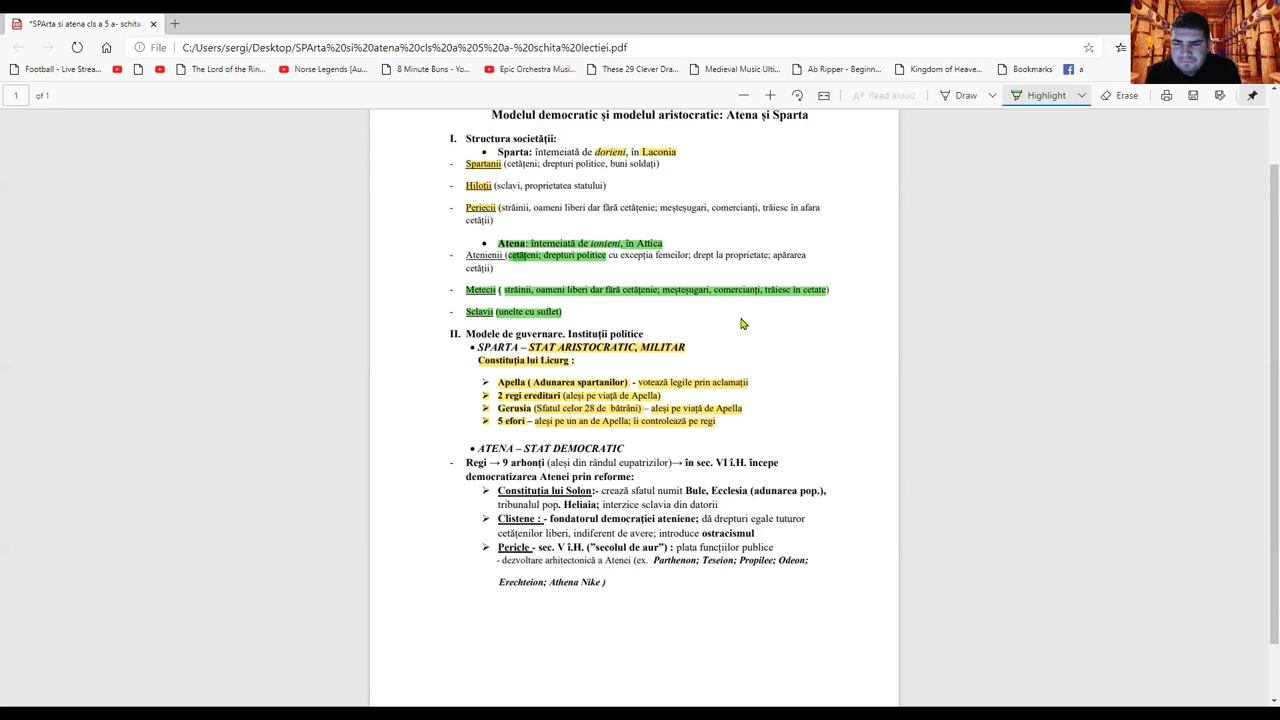 *SPArta si atena cls a 5 a- schita
File C:/Users/sergi/Desktop/SPArta%20si%20atena%20cls%20a%205%20a-%20schita%20lectiei.pdf
Football - Live Strea... The Lord of the Rin... Norse Legends [Au... 8 Minute Buns - Yo... Epic Orchestra Musi... These 29 Clever Dra... Medieval Music Ulti... Ab Ripper - Beginn... Kingdom of Heave... Bookmarks a
1 of 1 Read aloud Draw Highlight Erase
Modelul democratic și modelul aristocratic: Atena și Sparta
I. Structura societății:
• Sparta: întemeiată de dorieni, în Laconia
- Spartanii (cetățeni; drepturi politice, buni soldați)
- Hiloții (sclavi, proprietatea statului)
- Periecii (străinii, oameni liberi dar fără cetățenie; meșteșugari, comercianți, trăiesc în afara
cetății)
• Atena: întemeiată de ionieni, în Attica
- Atenienii (cetățeni; drepturi politice cu excepția femeilor; drept la proprietate; apărarea
cetății)
- Metecii ( străinii, oameni liberi dar fără cetățenie; meșteșugari, comercianți, trăiesc în cetate)
- Sclavii (unelte cu suflet)
II. Modele de guvernare. Instituții politice
• SPARTA – STAT ARISTOCRATIC, MILITAR
Constituția lui Licurg :
➢ Apella ( Adunarea spartanilor) - votează legile prin aclamații
➢ 2 regi ereditari (aleși pe viață de Apella)
➢ Gerusia (Sfatul celor 28 de bătrâni) – aleși pe viață de Apella
➢ 5 efori – aleși pe un an de Apella; îi controlează pe regi
• ATENA – STAT DEMOCRATIC
- Regi → 9 arhonți (aleși din rândul eupatrizilor)→ în sec. VI î.H. începe
democratizarea Atenei prin reforme:
➢ Constituția lui Solon:- crează sfatul numit Bule, Ecclesia (adunarea pop.),
tribunalul pop. Heliaia; interzice sclavia din datorii
➢ Clistene : - fondatorul democrației ateniene; dă drepturi egale tuturor
cetățenilor liberi, indiferent de avere; introduce ostracismul
➢ Pericle - sec. V î.H. (”secolul de aur”) : plata funcțiilor publice
- dezvoltare arhitectonică a Atenei (ex. Parthenon; Teseion; Propilee; Odeon;
Erechteion; Athena Nike )